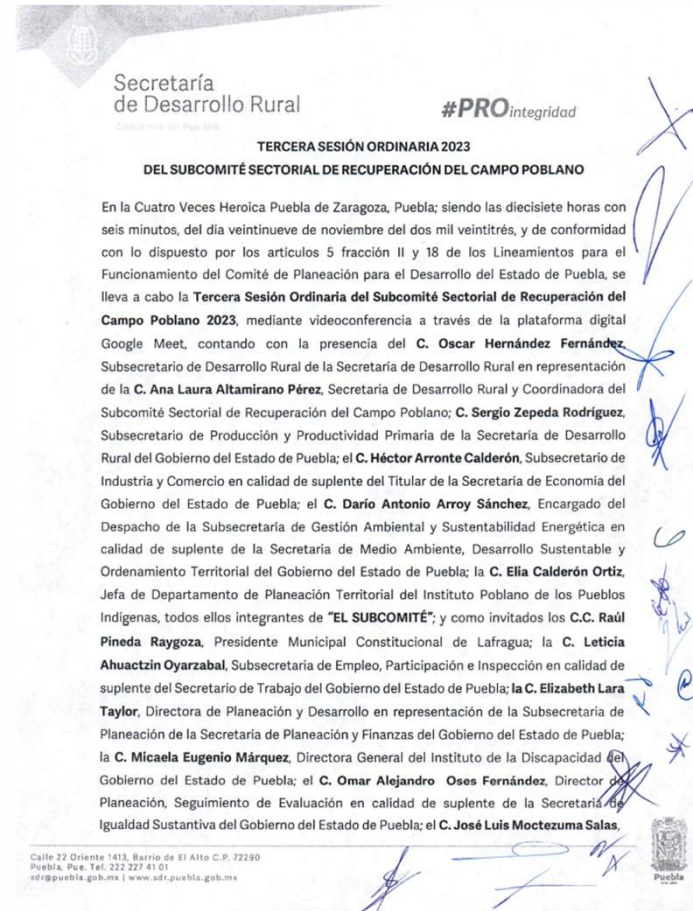 Secretaría
de Desarrollo Rural
Gobierno de Puebla
#PROintegridad
TERCERA SESIÓN ORDINARIA 2023
DEL SUBCOMITÉ SECTORIAL DE RECUPERACIÓN DEL CAMPO POBLANO
En la Cuatro Veces Heroica Puebla de Zaragoza, Puebla; siendo las diecisiete horas con
seis minutos, del día veintinueve de noviembre del dos mil veintitrés, y de conformidad
con lo dispuesto por los artículos 5 fracción II y 18 de los Lineamientos para el
Funcionamiento del Comité de Planeación para el Desarrollo del Estado de Puebla, se
lleva a cabo la Tercera Sesión Ordinaria del Subcomité Sectorial de Recuperación del
Campo Poblano 2023, mediante videoconferencia a través de la plataforma digital
Google Meet, contando con la presencia del C. Oscar Hernández Fernández,
Subsecretario de Desarrollo Rural de la Secretaría de Desarrollo Rural en representación
de la C. Ana Laura Altamirano Pérez, Secretaria de Desarrollo Rural y Coordinadora del
Subcomité Sectorial de Recuperación del Campo Poblano; C. Sergio Zepeda Rodríguez,
Subsecretario de Producción y Productividad Primaria de la Secretaría de Desarrollo
Rural del Gobierno del Estado de Puebla; el C. Héctor Arronte Calderón, Subsecretario de
Industria y Comercio en calidad de suplente del Titular de la Secretaría de Economía del
Gobierno del Estado de Puebla; el C. Darío Antonio Arroy Sánchez, Encargado del
Despacho de la Subsecretaría de Gestión Ambiental y Sustentabilidad Energética en
calidad de suplente de la Secretaria de Medio Ambiente, Desarrollo Sustentable y
Ordenamiento Territorial del Gobierno del Estado de Puebla; la C. Elia Calderón Ortiz,
Jefa de Departamento de Planeación Territorial del Instituto Poblano de los Pueblos
Indígenas, todos ellos integrantes de "EL SUBCOMITÉ"; y como invitados los C.C. Raúl
Pineda Raygoza, Presidente Municipal Constitucional de Lafragua; la C. Leticia
Ahuactzin Oyarzabal, Subsecretaria de Empleo, Participación e Inspección en calidad de
suplente del Secretario de Trabajo del Gobierno del Estado de Puebla; la C. Elizabeth Lara
Taylor, Directora de Planeación y Desarrollo en representación de la Subsecretaria de
Planeación de la Secretaría de Planeación y Finanzas del Gobierno del Estado de Puebla;
la C. Micaela Eugenio Márquez, Directora General del Instituto de la Discapacidad del
Gobierno del Estado de Puebla; el C. Omar Alejandro Oses Fernández, Director de
Planeación, Seguimiento de Evaluación en calidad de suplente de la Secretaria de
Igualdad Sustantiva del Gobierno del Estado de Puebla; el C. José Luis Moctezuma Salas,
Calle 22 Oriente 1413, Barrio de El Alto C.P. 72290
Puebla, Pue. Tel. 222 227 41 01
sdr@puebla.gob.mx | www.sdr.puebla.gob.mx
Puebla